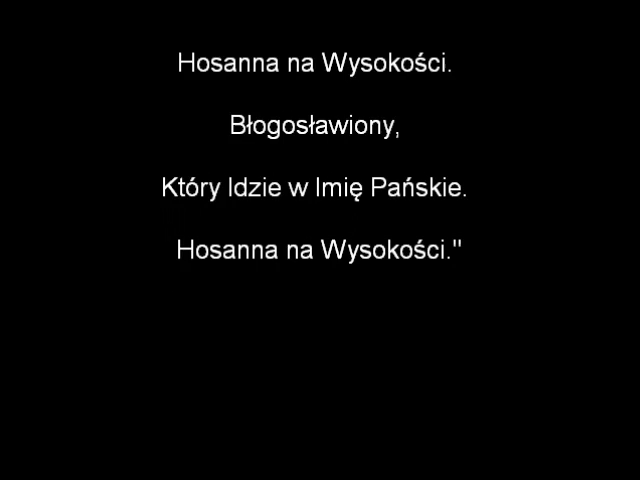 Hosanna na Wysokości.
Błogosławiony,
Który Idzie w Imię Pańskie.
Hosanna na Wysokości."